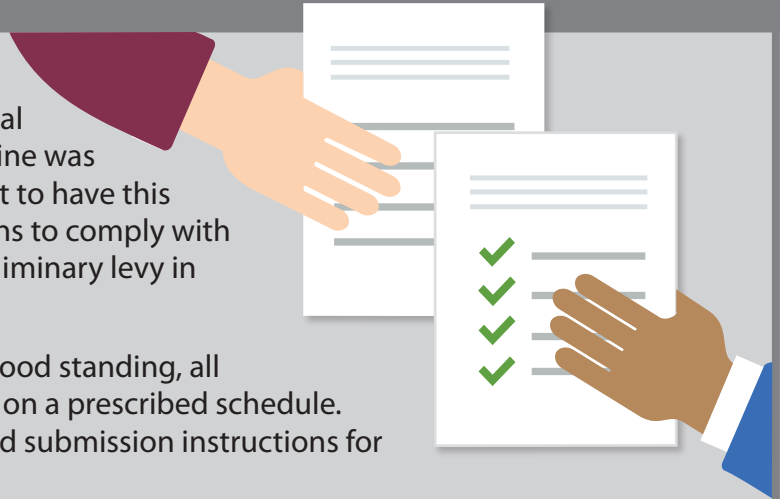 al
ine was
t to have this
ns to comply with
liminary levy in
ood standing, all
on a prescribed schedule.
d submission instructions for